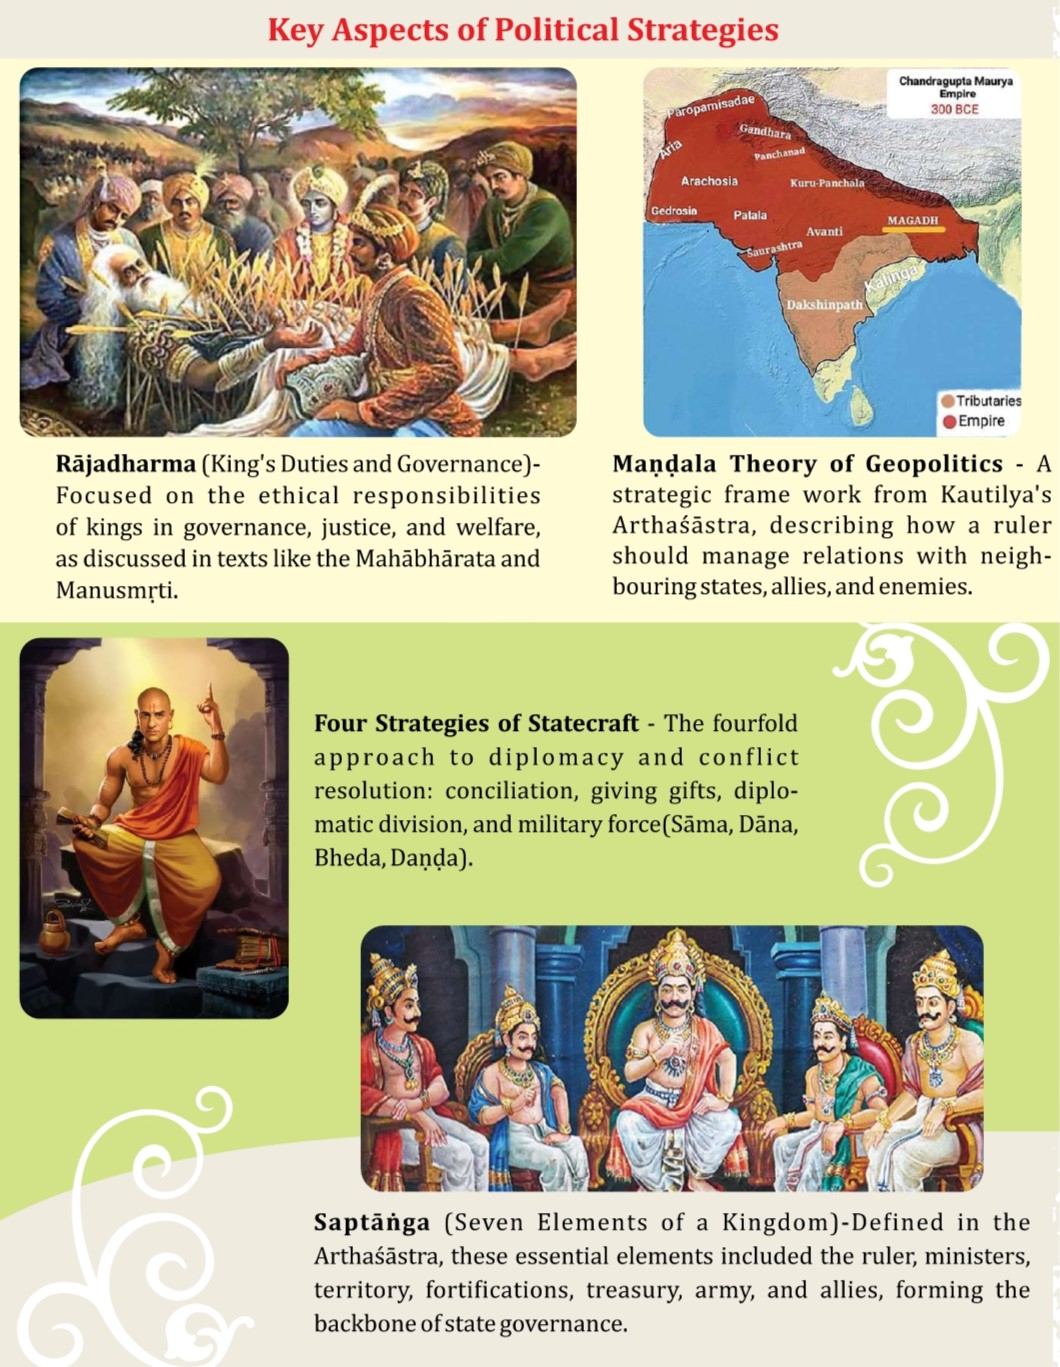 Key Aspects of Political Strategies
Chandragupta Maurya
Empire
300 BCE
Paropamisadae
Gandhara
Aria
Panchanad
Arachosia
Kuru-Panchala
Gedrosia
Patala
MAGADH
Avanti
Saurashtra
Kalinga
Dakshinpath
Tributaries
Empire
Rājadharma (King's Duties and Governance)-
Focused on the ethical responsibilities
of kings in governance, justice, and welfare,
as discussed in texts like the Mahābhārata and
Manusmṛti.
Maṇḍala Theory of Geopolitics - A
strategic frame work from Kautilya's
Arthaśāstra, describing how a ruler
should manage relations with neigh-
bouring states, allies, and enemies.
Four Strategies of Statecraft - The fourfold
approach to diplomacy and conflict
resolution: conciliation, giving gifts, diplo-
matic division, and military force(Sāma, Dāna,
Bheda, Daṇḍa).
Saptāṅga (Seven Elements of a Kingdom)-Defined in the
Arthaśāstra, these essential elements included the ruler, ministers,
territory, fortifications, treasury, army, and allies, forming the
backbone of state governance.